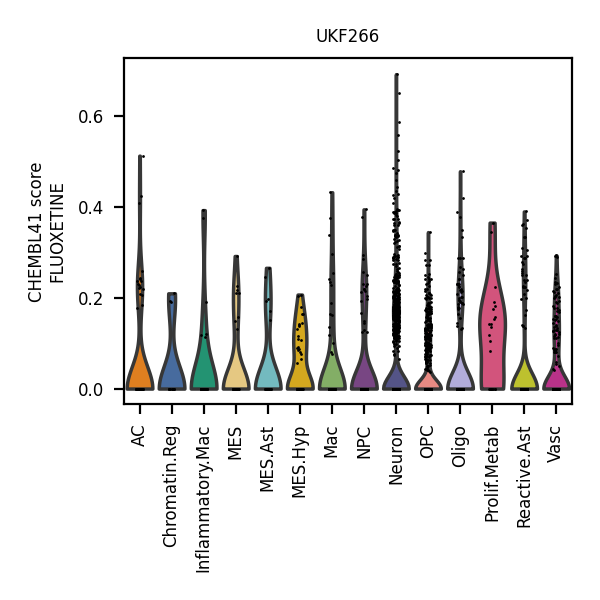 UKF266
CHEMBL41 score
FLUOXETINE
0.6
0.4
0.2
0.0
AC
Chromatin.Reg
Inflammatory.Mac
MES
MES.Ast
MES.Hyp
Mac
NPC
Neuron
OPC
Oligo
Prolif.Metab
Reactive.Ast
Vasc